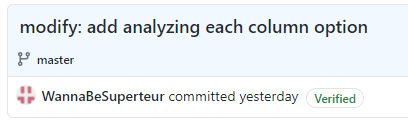 modify: add analyzing each column option
master
WannaBeSuperteur committed yesterday Verified